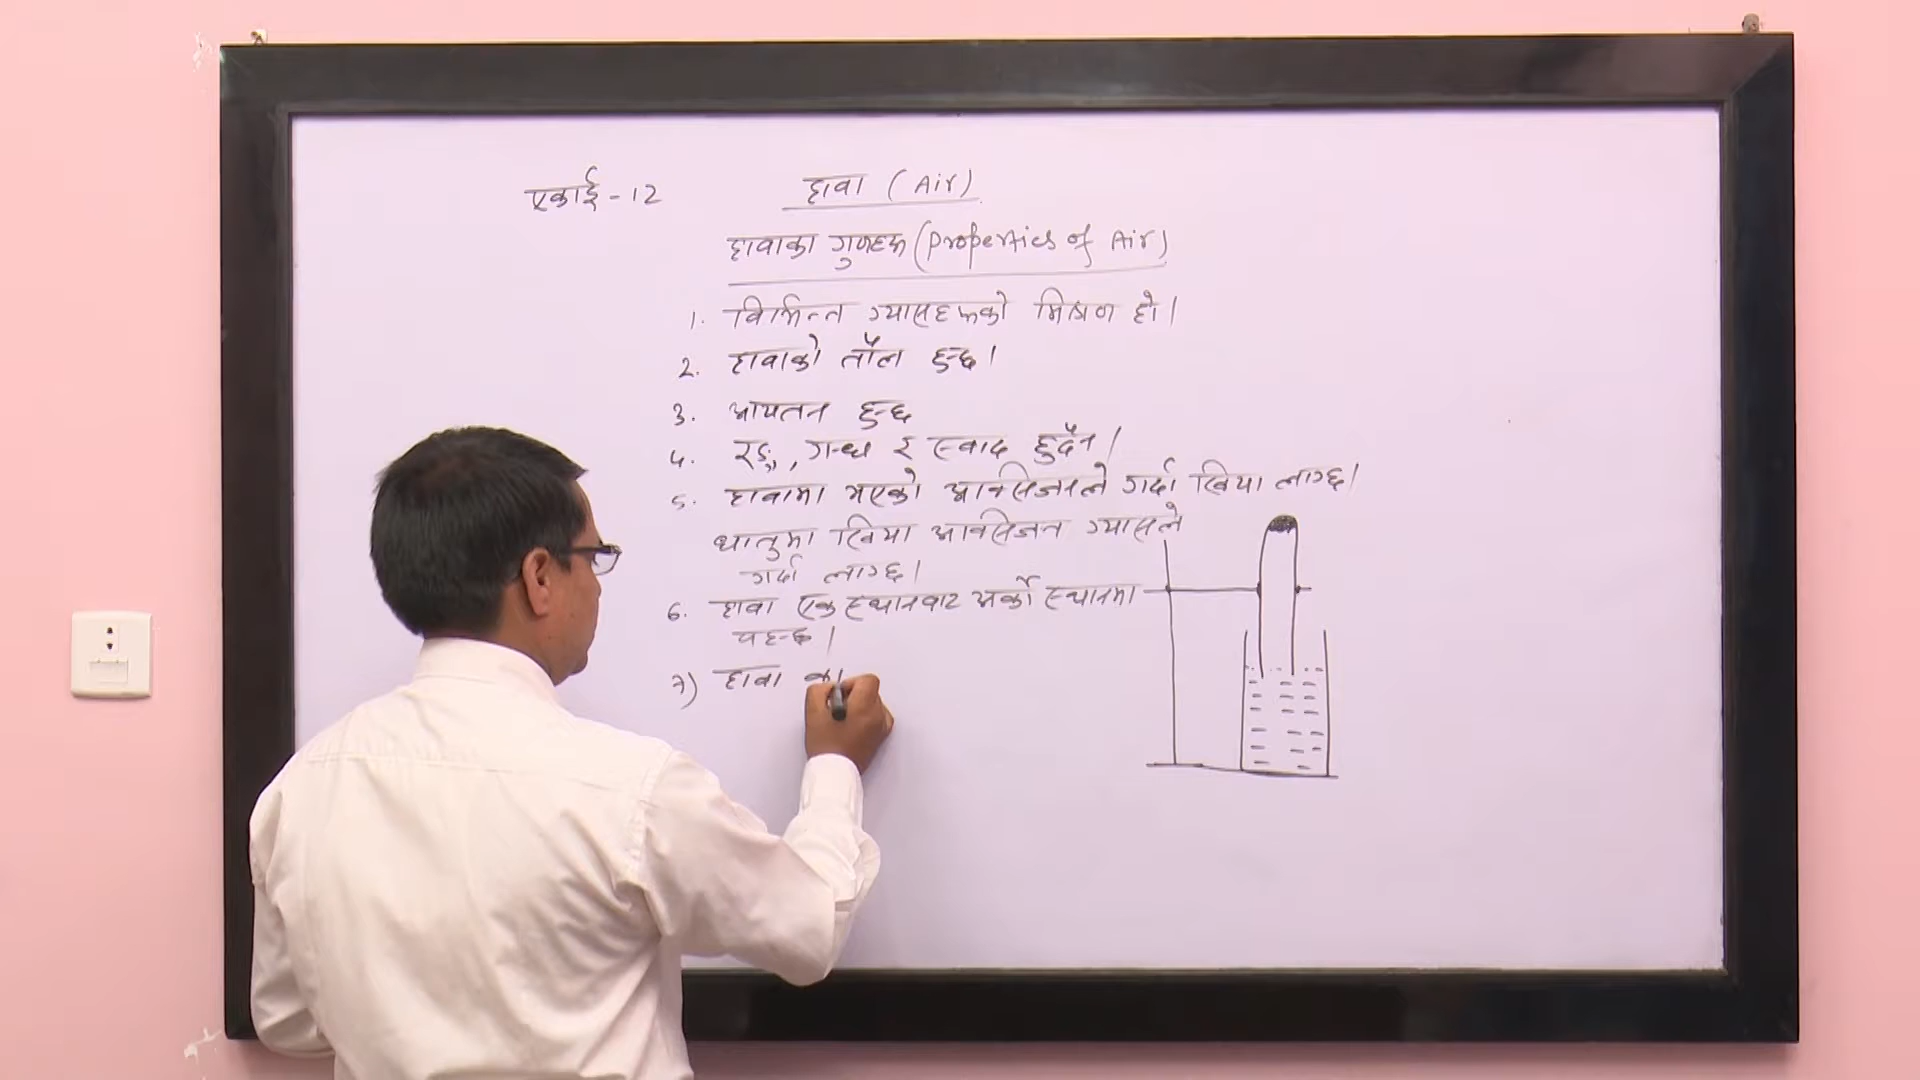 एकाई - 12
हावा (Air)
हावाका गुणहरू (Properties of Air)
1. विभिन्न ग्यासहरूको मिश्रण हो।
2. हावाको तौल हुन्छ।
3. आयतन हुन्छ
4. रङ्ग, गन्ध र स्वाद हुदैन।
5. हावामा भएको अक्सिजनले गर्दा खिया लाग्छ।
धातुमा खिया अक्सिजन ग्यासले
गर्दा लाग्छ।
6. हावा एक स्थानबाट अर्को स्थानमा
बहन्छ।
7) हावा